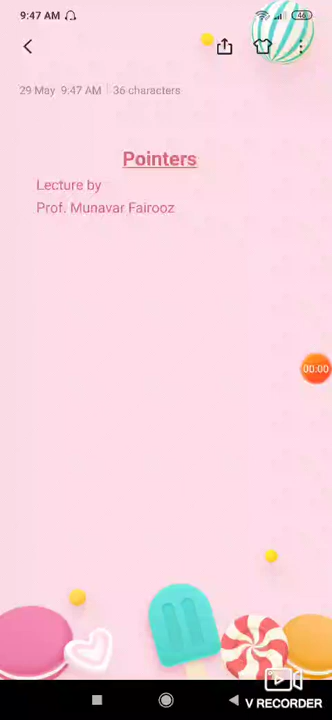 9:47 AM
46
29 May 9:47 AM | 36 characters
Pointers
Lecture by
Prof. Munavar Fairooz
00:00
V RECORDER